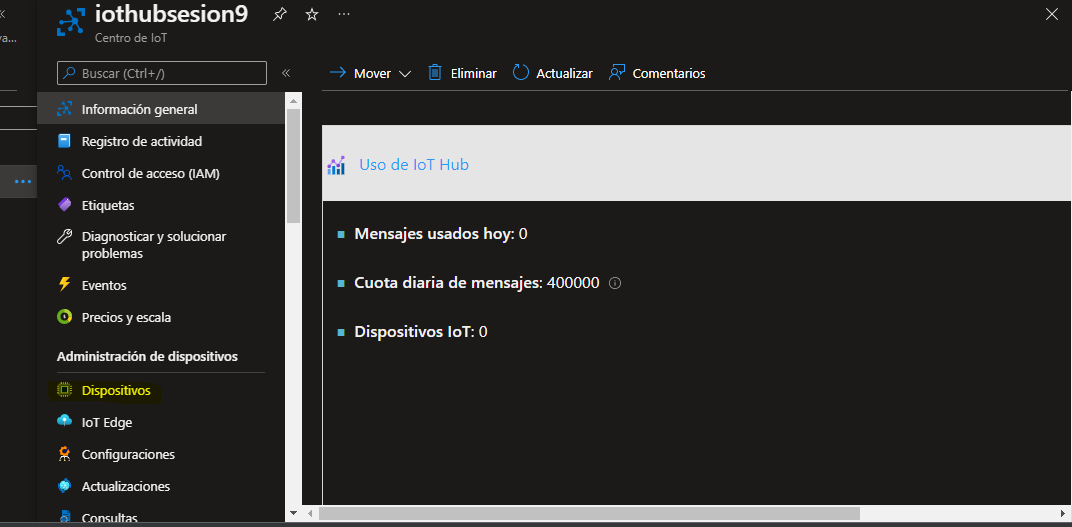 iothubsesion9
Centro de IoT
Buscar (Ctrl+/)
Mover
Eliminar
Actualizar
Comentarios
Información general
Registro de actividad
Control de acceso (IAM)
Etiquetas
Diagnosticar y solucionar
problemas
Eventos
Precios y escala
Administración de dispositivos
Dispositivos
IoT Edge
Configuraciones
Actualizaciones
Consultas
Uso de IoT Hub
Mensajes usados hoy: 0
Cuota diaria de mensajes: 400000
Dispositivos IoT: 0